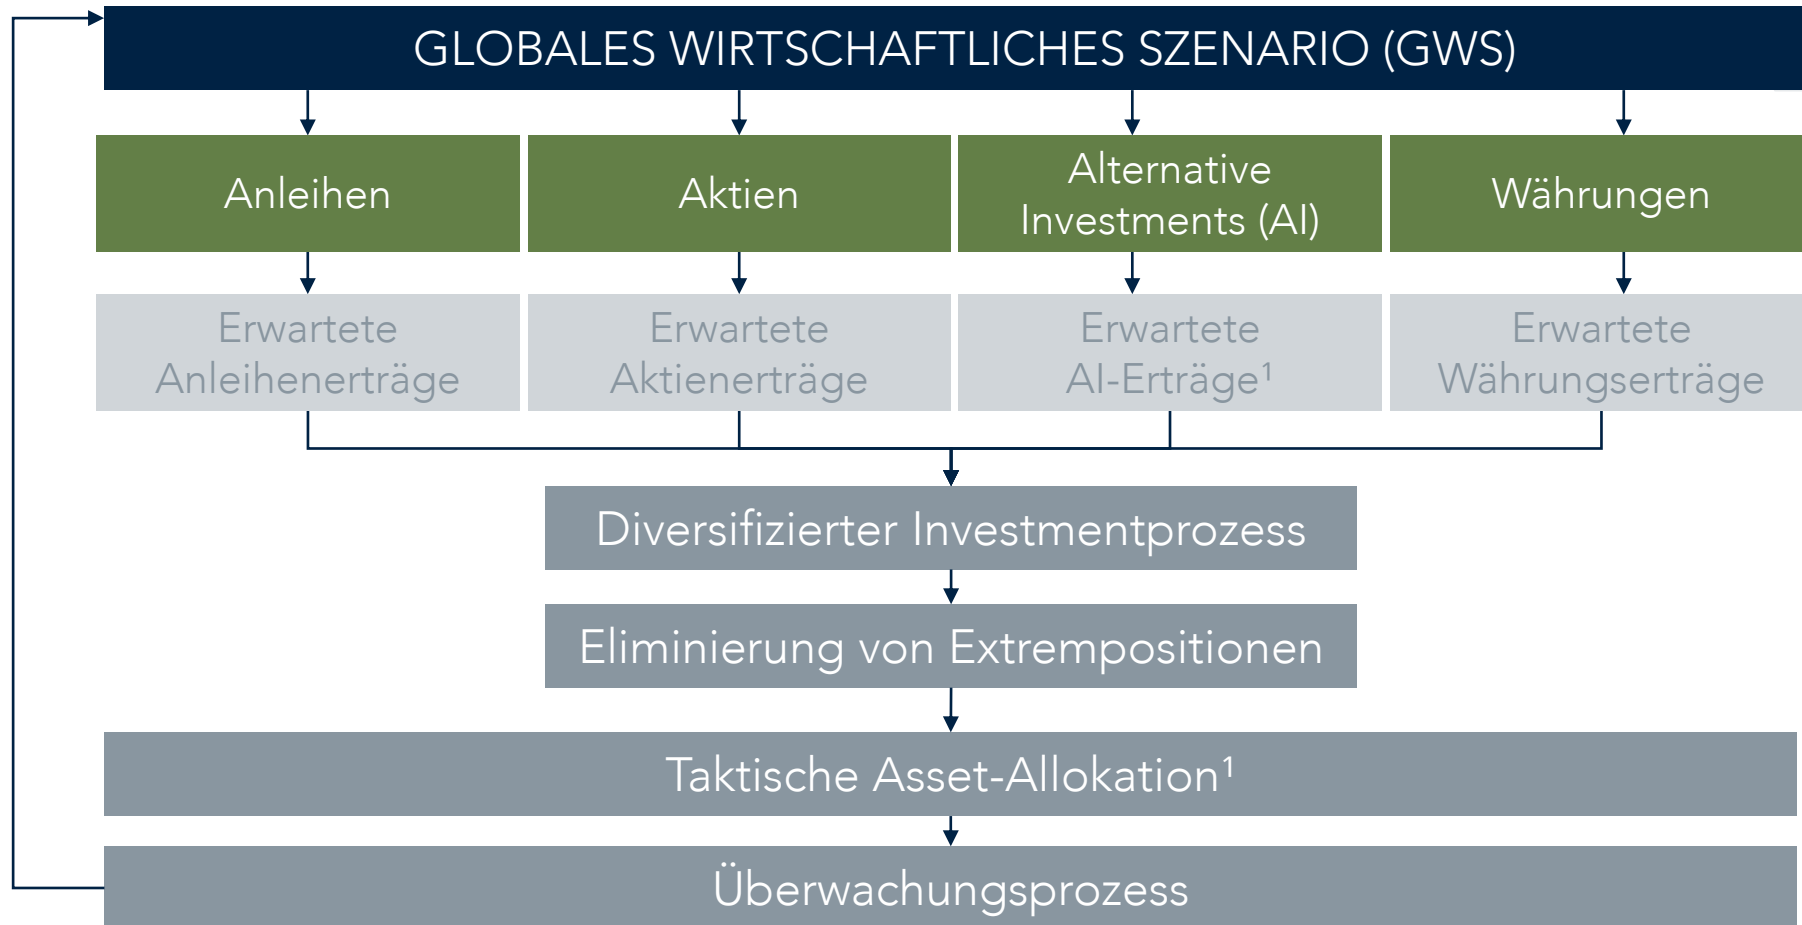 GLOBALES WIRTSCHAFTLICHES SZENARIO (GWS)
Anleihen
Aktien
Alternative
Investments (AI)
Währungen
Erwartete
Anleihenerträge
Erwartete
Aktienerträge
Erwartete
AI-Erträge¹
Erwartete
Währungserträge
Diversifizierter Investmentprozess
Eliminierung von Extrempositionen
Taktische Asset-Allokation¹
Überwachungsprozess